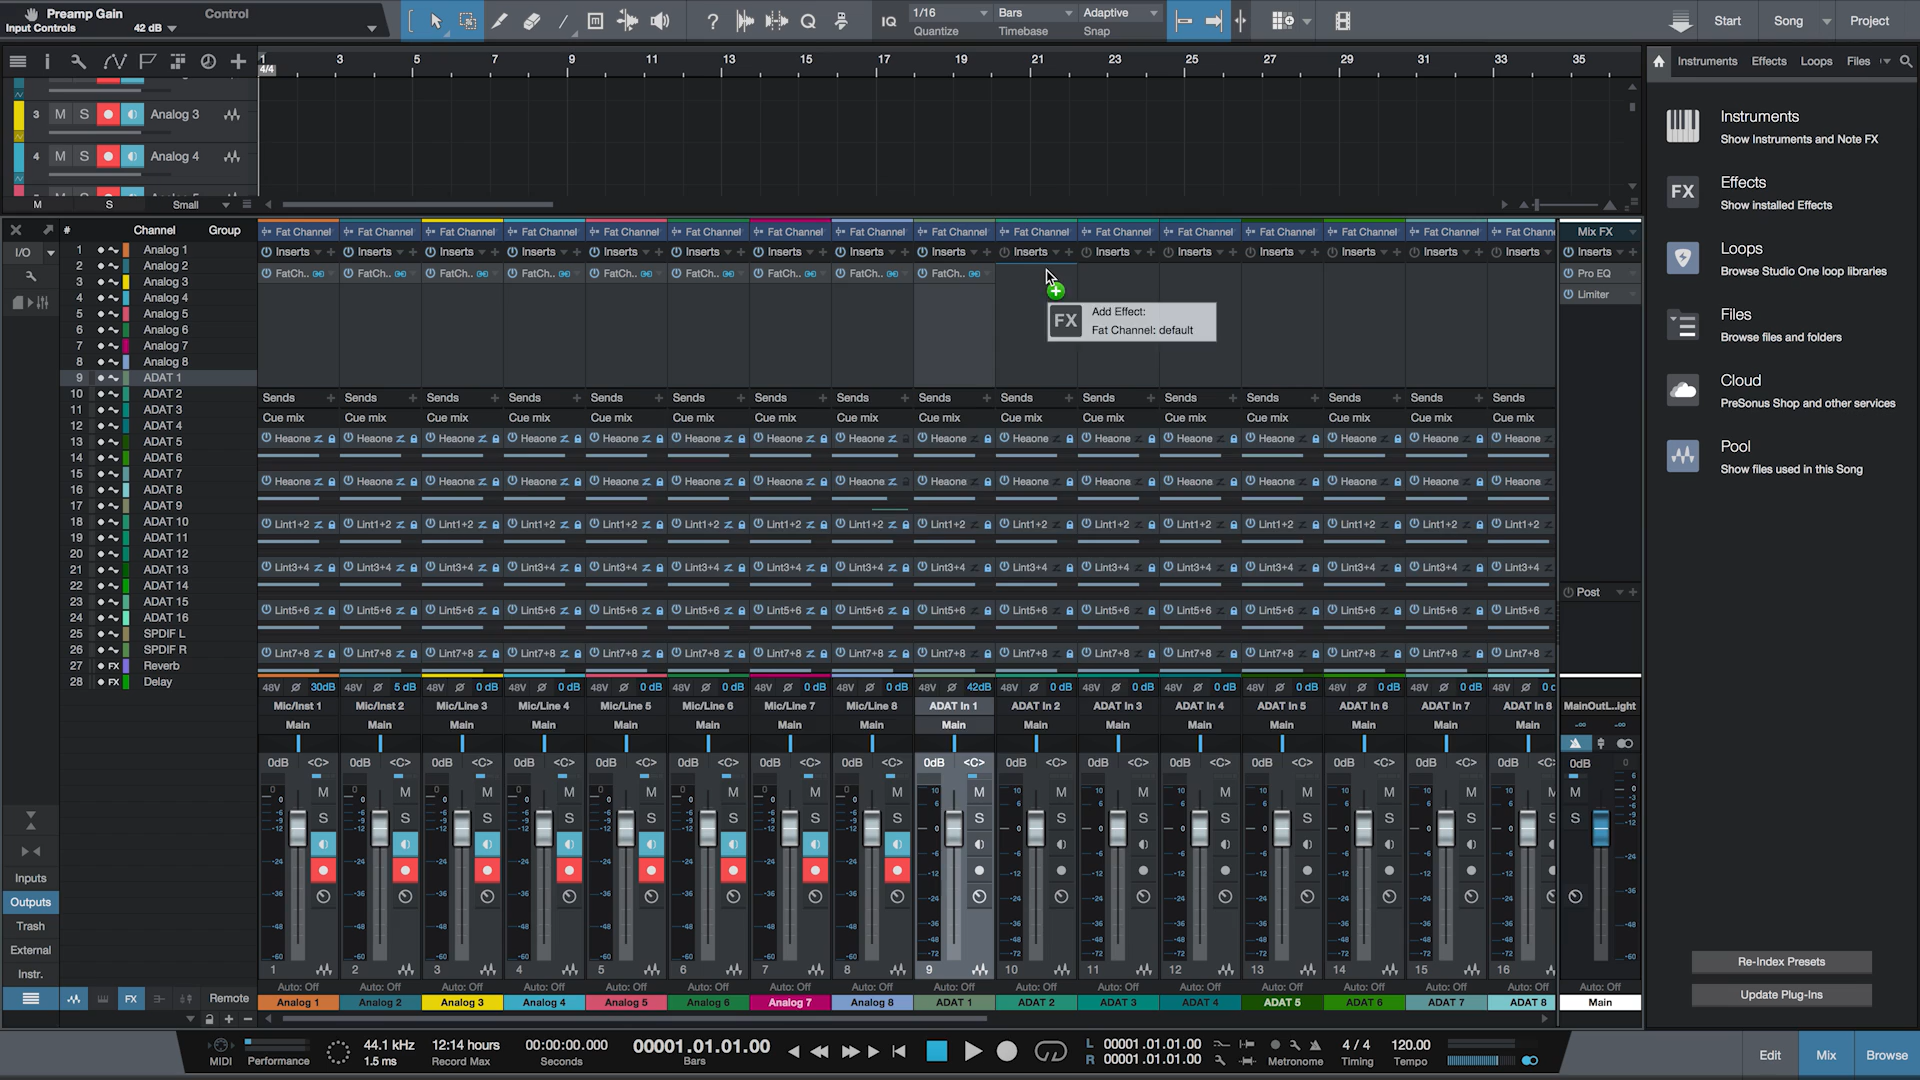 Preamp Gain
Control
Input Controls
42 dB
IQ
1/16
Quantize
Bars
Timebase
Adaptive
Snap
Start
Song
Project
1 3 5 7 9 11 13 15 17 19 21 23 25 27 29 31 33 35
4/4
Instruments
Effects
Loops
Files
3 M S Analog 3
4 M S Analog 4
M S Small
# Channel Group
I/O
1 Analog 1
2 Analog 2
3 Analog 3
4 Analog 4
5 Analog 5
6 Analog 6
7 Analog 7
8 Analog 8
9 ADAT 1
10 ADAT 2
11 ADAT 3
12 ADAT 4
13 ADAT 5
14 ADAT 6
15 ADAT 7
16 ADAT 8
17 ADAT 9
18 ADAT 10
19 ADAT 11
20 ADAT 12
21 ADAT 13
22 ADAT 14
23 ADAT 15
24 ADAT 16
25 SPDIF L
26 SPDIF R
27 FX Reverb
28 FX Delay
Inputs
Outputs
Trash
External
Instr.
FX
Remote
Fat Channel Fat Channel Fat Channel Fat Channel Fat Channel Fat Channel Fat Channel Fat Channel Fat Channel Fat Channel Fat Channel Fat Channel Fat Channel Fat Channel Fat Channel Fat Chann Mix FX
Inserts Inserts Inserts Inserts Inserts Inserts Inserts Inserts Inserts Inserts Inserts Inserts Inserts Inserts Inserts Inserts Inserts
FatCh.. FatCh.. FatCh.. FatCh.. FatCh.. FatCh.. FatCh.. FatCh.. FatCh.. Pro EQ
Limiter
FX
Add Effect:
Fat Channel: default
Sends Sends Sends Sends Sends Sends Sends Sends Sends Sends Sends Sends Sends Sends Sends Sends
Cue mix Cue mix Cue mix Cue mix Cue mix Cue mix Cue mix Cue mix Cue mix Cue mix Cue mix Cue mix Cue mix Cue mix Cue mix Cue mix
Heaone Heaone Heaone Heaone Heaone Heaone Heaone Heaone Heaone Heaone Heaone Heaone Heaone Heaone Heaone Heaone
Heaone Heaone Heaone Heaone Heaone Heaone Heaone Heaone Heaone Heaone Heaone Heaone Heaone Heaone Heaone Heaone
Lint1+2 Lint1+2 Lint1+2 Lint1+2 Lint1+2 Lint1+2 Lint1+2 Lint1+2 Lint1+2 Lint1+2 Lint1+2 Lint1+2 Lint1+2 Lint1+2 Lint1+2 Lint1+2
Lint3+4 Lint3+4 Lint3+4 Lint3+4 Lint3+4 Lint3+4 Lint3+4 Lint3+4 Lint3+4 Lint3+4 Lint3+4 Lint3+4 Lint3+4 Lint3+4 Lint3+4 Lint3+4
Post
Lint5+6 Lint5+6 Lint5+6 Lint5+6 Lint5+6 Lint5+6 Lint5+6 Lint5+6 Lint5+6 Lint5+6 Lint5+6 Lint5+6 Lint5+6 Lint5+6 Lint5+6 Lint5+6
Lint7+8 Lint7+8 Lint7+8 Lint7+8 Lint7+8 Lint7+8 Lint7+8 Lint7+8 Lint7+8 Lint7+8 Lint7+8 Lint7+8 Lint7+8 Lint7+8 Lint7+8 Lint7+8
48V 30dB 48V 5 dB 48V 0 dB 48V 0 dB 48V 0 dB 48V 0 dB 48V 0 dB 48V 0 dB 48V 42dB 48V 0 dB 48V 0 dB 48V 0 dB 48V 0 dB 48V 0 dB 48V 0 dB 48V
Mic/Inst 1 Mic/Inst 2 Mic/Line 3 Mic/Line 4 Mic/Line 5 Mic/Line 6 Mic/Line 7 Mic/Line 8 ADAT In 1 ADAT In 2 ADAT In 3 ADAT In 4 ADAT In 5 ADAT In 6 ADAT In 7 ADAT In 8 MainOutL...ight
Main Main Main Main Main Main Main Main Main Main Main Main Main Main Main Main
0dB <C> 0dB <C> 0dB <C> 0dB <C> 0dB <C> 0dB <C> 0dB <C> 0dB <C> 0dB <C> 0dB <C> 0dB <C> 0dB <C> 0dB <C> 0dB <C> 0dB <C> 0dB <C> 0dB
M M M M M M M M M M M M M M M M
S S S S S S S S S S S S S S S S
1 2 3 4 5 6 7 8 9 10 11 12 13 14 15 16
Auto: Off Auto: Off Auto: Off Auto: Off Auto: Off Auto: Off Auto: Off Auto: Off Auto: Off Auto: Off Auto: Off Auto: Off Auto: Off Auto: Off Auto: Off Auto: Off Auto: Off
Analog 1 Analog 2 Analog 3 Analog 4 Analog 5 Analog 6 Analog 7 Analog 8 ADAT 1 ADAT 2 ADAT 3 ADAT 4 ADAT 5 ADAT 6 ADAT 7 ADAT 8 Main
Instruments
Show Instruments and Note FX
FX
Effects
Show installed Effects
Loops
Browse Studio One loop libraries
Files
Browse files and folders
Cloud
PreSonus Shop and other services
Pool
Show files used in this Song
Re-Index Presets
Update Plug-Ins
MIDI
Performance
44.1 kHz
1.5 ms
12:14 hours
Record Max
00:00:00.000
Seconds
00001.01.01.00
Bars
L 00001.01.01.00
R 00001.01.01.00
Metronome
4 / 4
Timing
120.00
Tempo
Edit
Mix
Browse